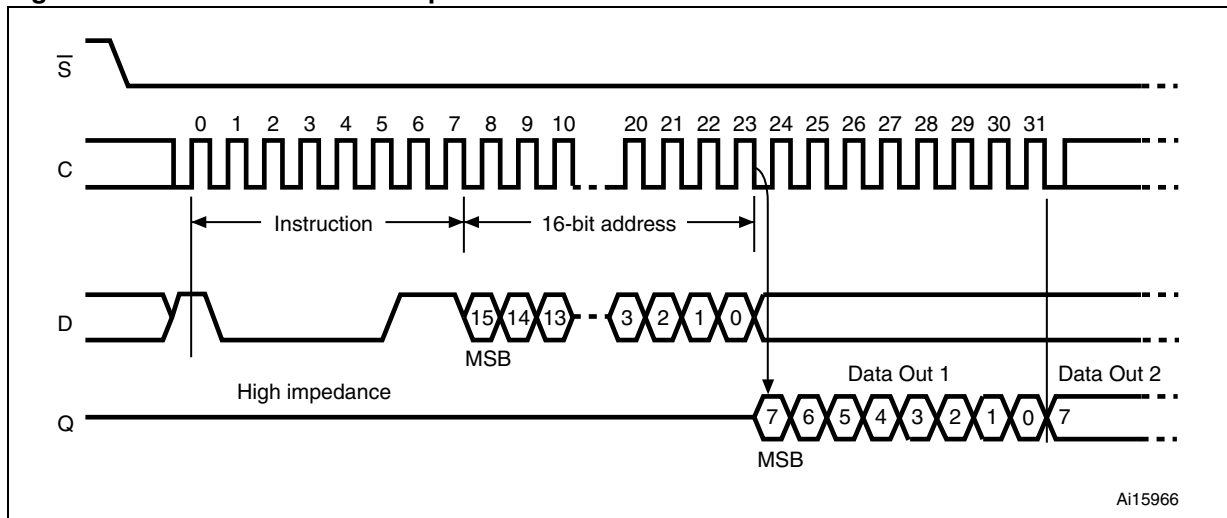 S
0 1 2 3 4 5 6 7 8 9 10 20 21 22 23 24 25 26 27 28 29 30 31
C
Instruction 16-bit address
D 15 14 13 3 2 1 0
MSB
High impedance Data Out 1 Data Out 2
Q 7 6 5 4 3 2 1 0 7
MSB
Ai15966